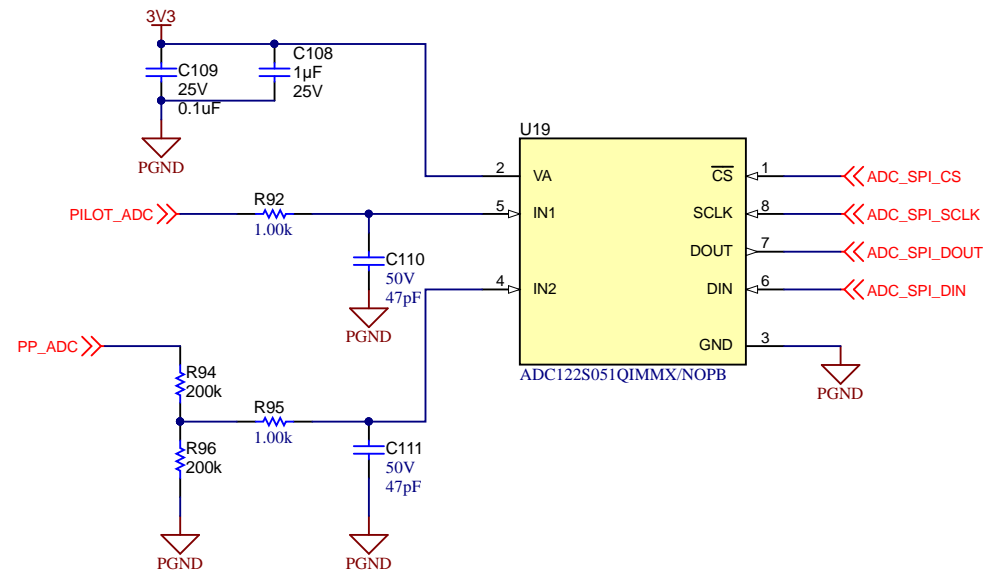 3V3
C109
25V
0.1uF
C108
1µF
25V
PGND
U19
2
VA
CS
1
ADC_SPI_CS
PILOT_ADC
R92
1.00k
5
IN1
SCLK
8
ADC_SPI_SCLK
DOUT
7
ADC_SPI_DOUT
C110
50V
47pF
4
IN2
DIN
6
ADC_SPI_DIN
PGND
GND
3
PP_ADC
ADC122S051QIMMX/NOPB
PGND
R94
200k
R95
1.00k
R96
200k
C111
50V
47pF
PGND
PGND